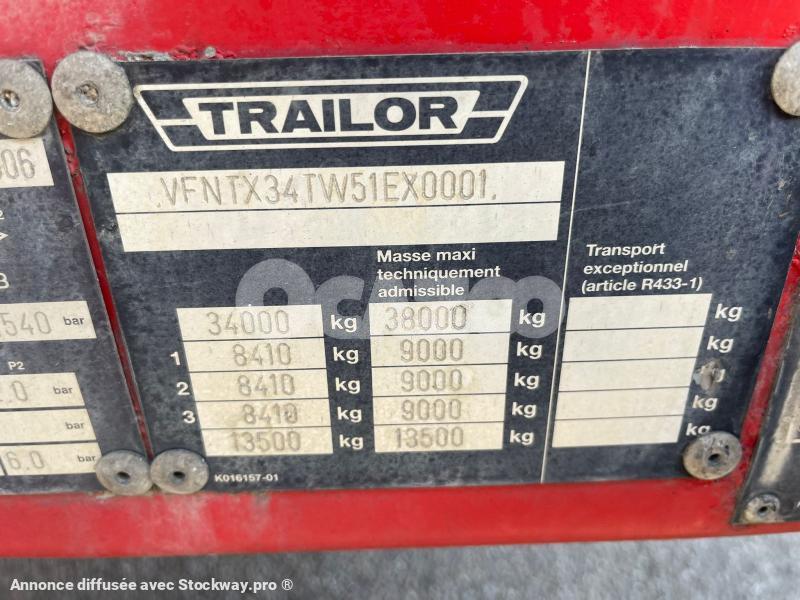 TRAILOR
.VFNTX34TW51EX0001.
Masse maxi
techniquement
admissible
Transport
exceptionnel
(article R433-1)
34000 kg 38000 kg kg
1 8410 kg 9000 kg kg
2 8410 kg 9000 kg
3 8410 kg 9000 kg kg
13500 kg 13500 kg kg
K016157-01
06
B
540 bar
P2
.0 bar
bar
6.0 bar
Annonce diffusée avec Stockway.pro ®